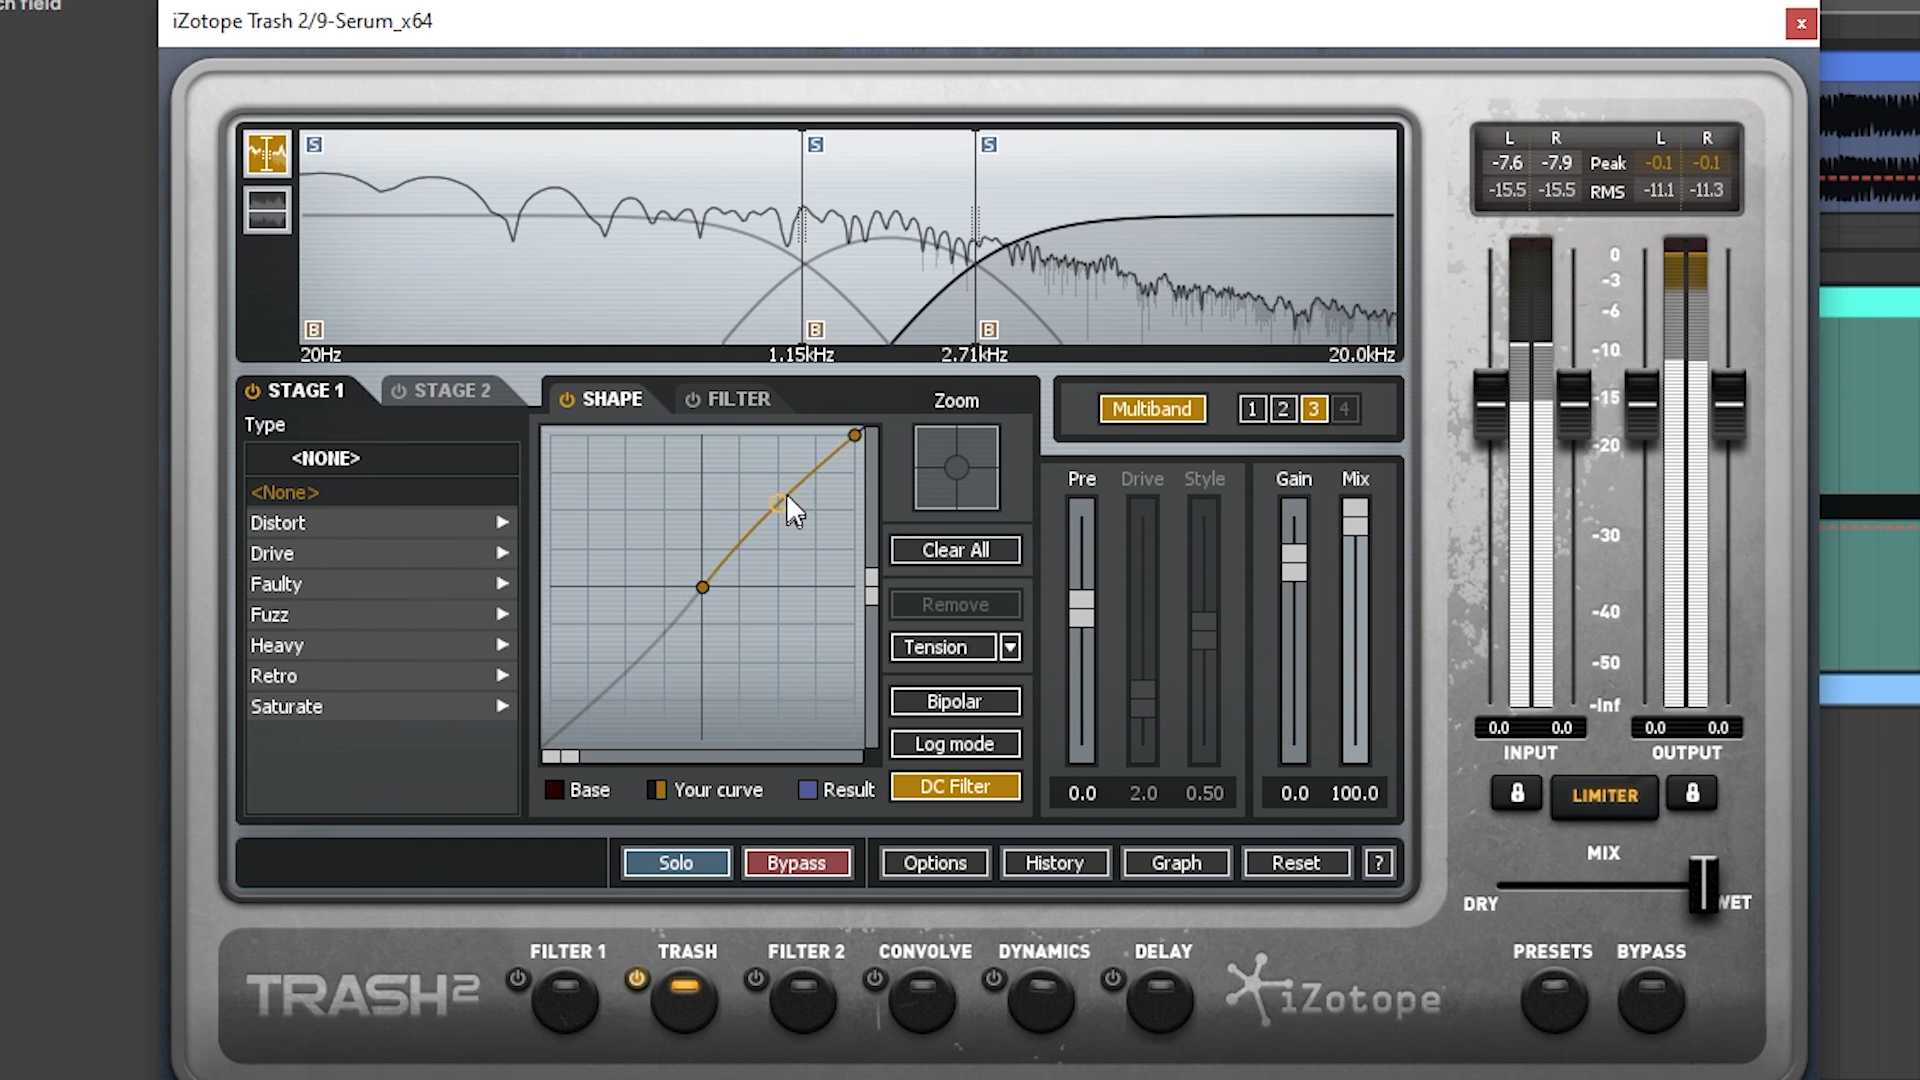 ch field
iZotope Trash 2/9-Serum_x64
x
S S S
B B B
20Hz 1.15kHz 2.71kHz 20.0kHz
L R L R
-7.6 -7.9 Peak -0.1 -0.1
-15.5 -15.5 RMS -11.1 -11.3
STAGE 1 STAGE 2
SHAPE FILTER
Zoom
Multiband 1 2 3 4
Type
<NONE>
<None>
Distort
Drive
Faulty
Fuzz
Heavy
Retro
Saturate
Clear All
Remove
Tension
Bipolar
Log mode
DC Filter
Base Your curve Result
Pre Drive Style Gain Mix
0.0 2.0 0.50 0.0 100.0
0
-3
-6
-10
-15
-20
-30
-40
-50
-Inf
0.0 0.0 0.0 0.0
INPUT OUTPUT
LIMITER
MIX
DRY WET
Solo Bypass Options History Graph Reset ?
FILTER 1 TRASH FILTER 2 CONVOLVE DYNAMICS DELAY PRESETS BYPASS
TRASH2
iZotope